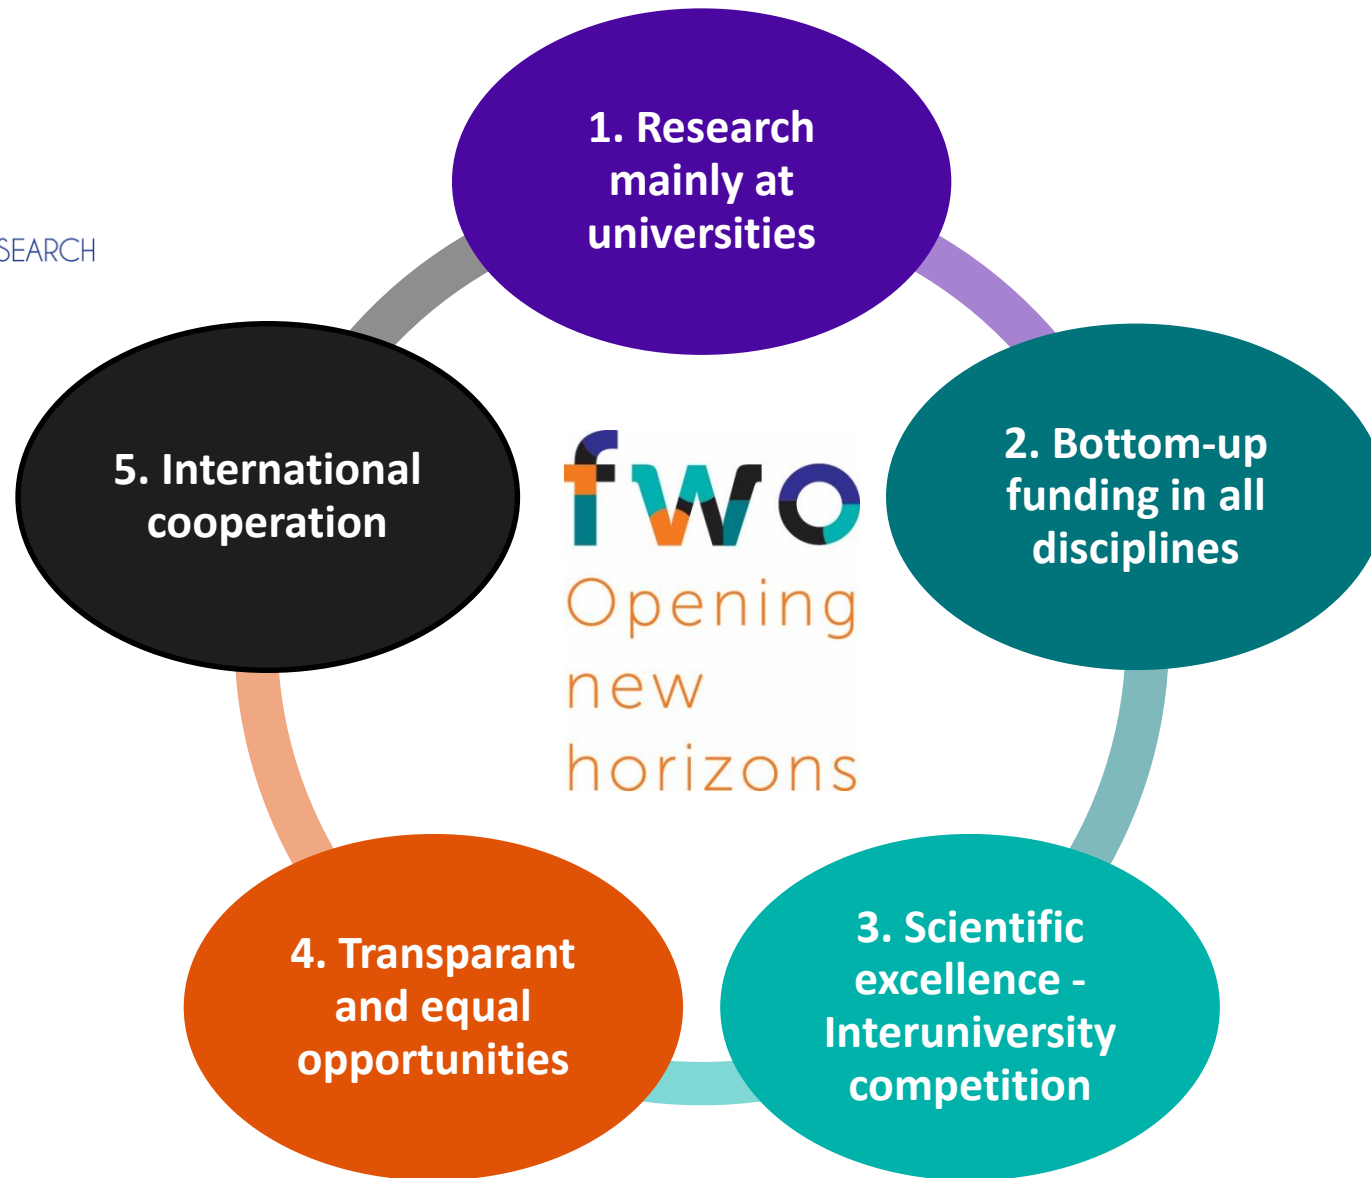 1. Research
mainly at
universities
SEARCH
5. International
cooperation
2. Bottom-up
funding in all
disciplines
fwo
Opening
new
horizons
4. Transparant
and equal
opportunities
3. Scientific
excellence -
Interuniversity
competition